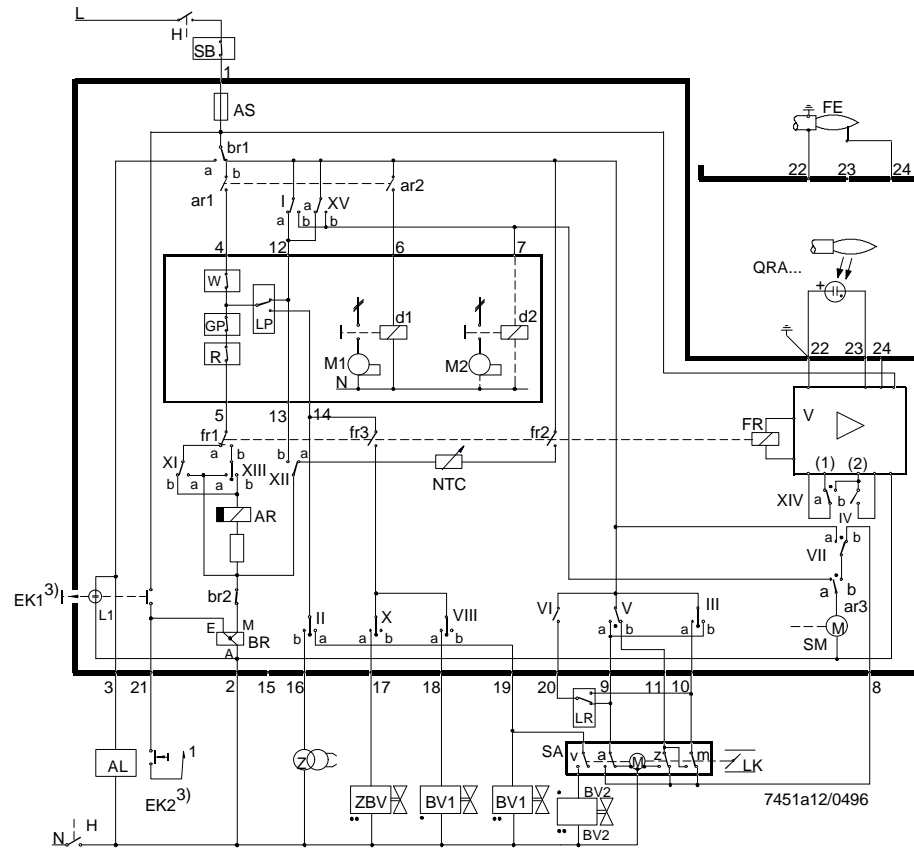 L
H
SB
1
AS
FE
br1
22 23 24
a b
ar1
I
a XV
ar2
a b b
4 12 6 7
QRA...
+
W
GP
LP
R
d1
d2
M1
M2
N
22 23 24
5 13 14
fr1
fr3
fr2
FR
V
a b
XI
XIII
b a a b
b a
XII
NTC
(1) (2)
XIV
a b
IV
AR
a b
VII
EK1 3)
L1
br2
E M
BR
A
II
X
VIII
VI
V
III
a b
ar3
M
SM
b a
a b
a b
a b
a b
3 21 2 15 16 17 18 19 20 9 11 10 8
LR
SA
v a M z m
LK
AL
1
EK2 3)
Z
ZBV
BV1
BV1
BV2
BV2
7451a12/0496
N
H